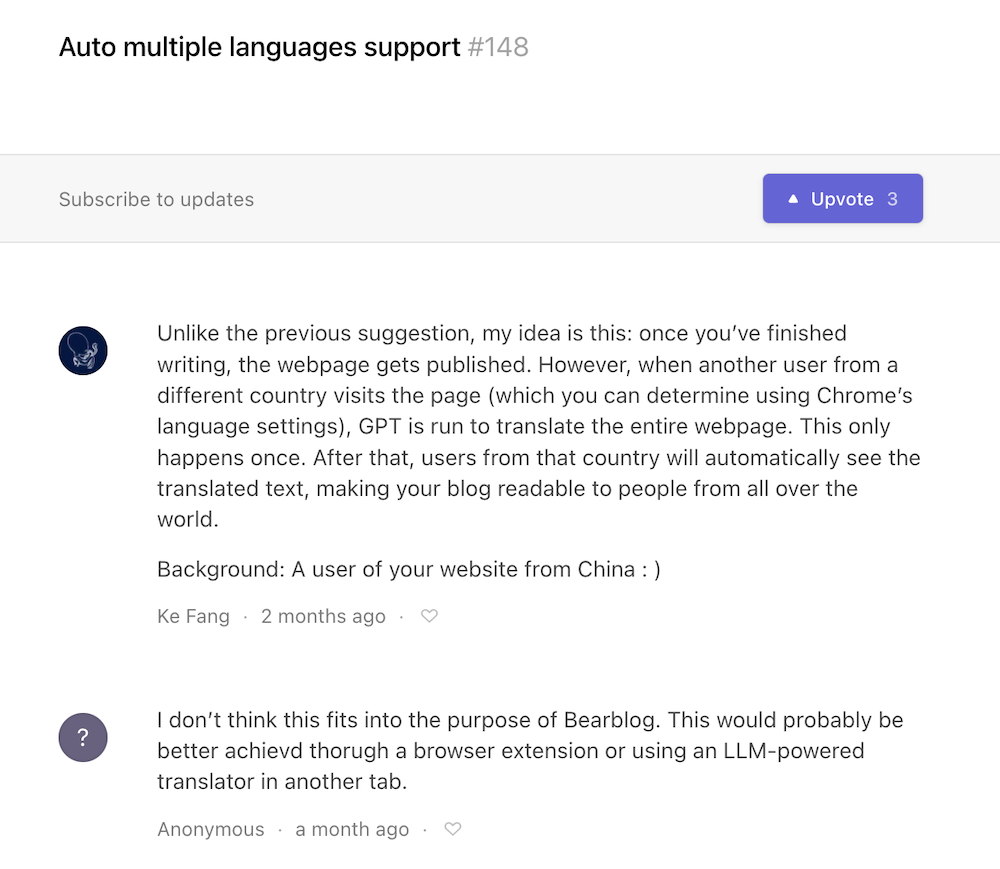 Auto multiple languages support #148
Subscribe to updates
▲ Upvote 3
Unlike the previous suggestion, my idea is this: once you’ve finished
writing, the webpage gets published. However, when another user from a
different country visits the page (which you can determine using Chrome’s
language settings), GPT is run to translate the entire webpage. This only
happens once. After that, users from that country will automatically see the
translated text, making your blog readable to people from all over the
world.
Background: A user of your website from China : )
Ke Fang · 2 months ago · ♡
?
I don’t think this fits into the purpose of Bearblog. This would probably be
better achievd thorugh a browser extension or using an LLM-powered
translator in another tab.
Anonymous · a month ago · ♡